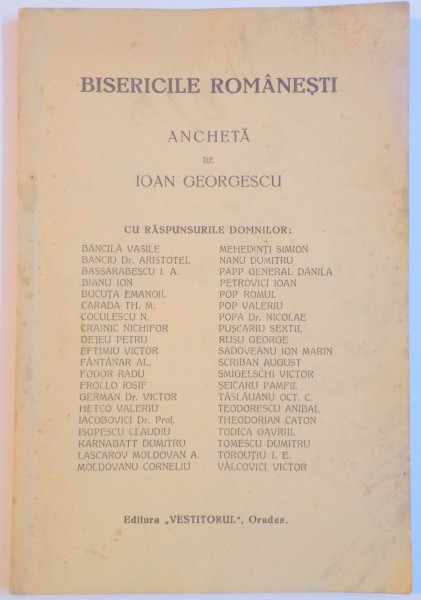 BISERICILE ROMÂNEȘTI
ANCHETĂ
DE
IOAN GEORGESCU
CU RĂSPUNSURILE DOMNILOR:
BĂNCILĂ VASILE
BANCIU Dr. ARISTOTEL
BASSARABESCU I. A.
BIANU ION
BUCUȚA EMANOIL
CARADA TH. M.
COCULESCU N.
CRAINIC NICHIFOR
DEJEU PETRU
EFTIMIU VICTOR
FÂNTÂNAR AL.
FODOR RADU
FROLLO IOSIF
GERMAN Dr. VICTOR
HETCO VALERIU
IACOBOVICI Dr. Prof.
ISOPESCU CLAUDIU
KARNABATT DUMITRU
LASCAROV MOLDOVAN A.
MOLDOVANU CORNELIU
MEHEDINȚI SIMION
NANU DUMITRU
PAPP GENERAL DĂNILĂ
PETROVICI IOAN
POP ROMUL
POP VALERIU
POPA Dr. NICOLAE
PUȘCARIU SEXTIL
RUSU GEORGE
SADOVEANU ION MARIN
SCRIBAN AUGUST
SMIGELSCHI VICTOR
ȘEICARU PAMFIL
TĂSLĂUANU OCT. C.
TEODORESCU ANIBAL
THEODORIAN CATON
TODICA GAVRIIL
TOMESCU DUMITRU
TOROUȚIU I. E.
VÂLCOVICI VICTOR
Editura „VESTITORUL“, Oradea.